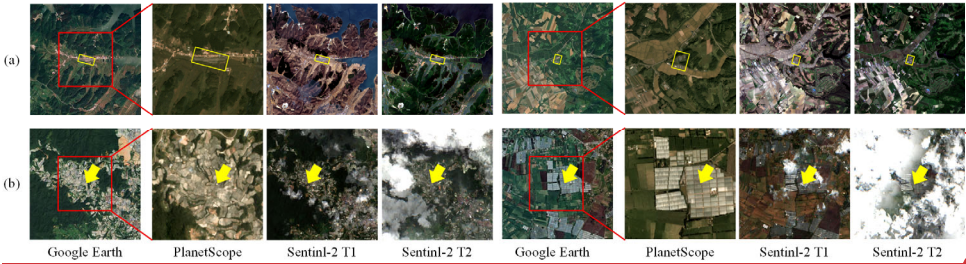 (a)
(b)
Google Earth PlanetScope Sentinl-2 T1 Sentinl-2 T2 Google Earth PlanetScope Sentinl-2 T1 Sentinl-2 T2